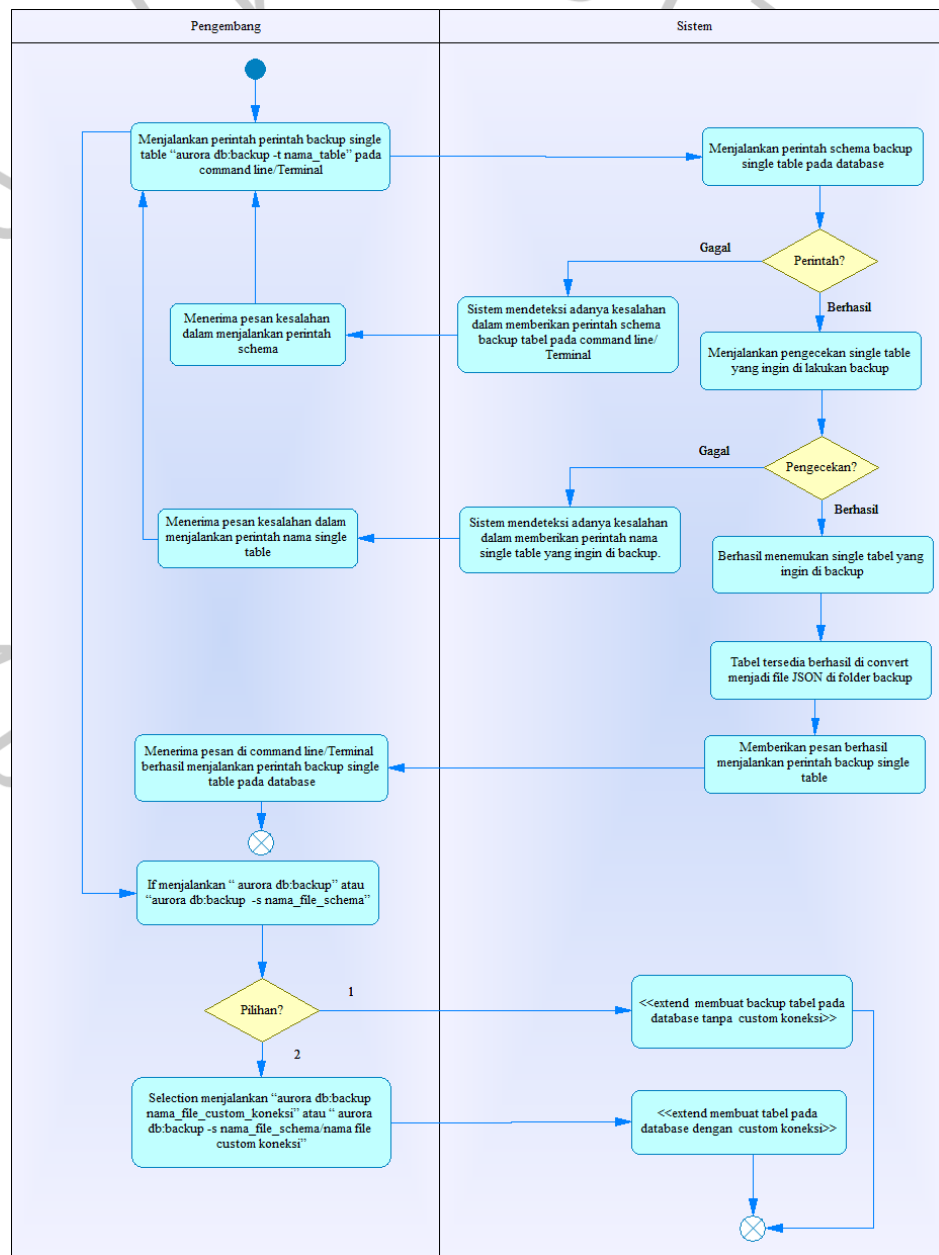 Pengembang
Sistem
Menjalankan perintah perintah backup single
table “aurora db:backup -t nama_table” pada
command line/Terminal
Menjalankan perintah schema backup
single table pada database
Gagal
Perintah?
Berhasil
Menerima pesan kesalahan
dalam menjalankan perintah
schema
Sistem mendeteksi adanya kesalahan
dalam memberikan perintah schema
backup tabel pada command line/
Terminal
Menjalankan pengecekan single table
yang ingin di lakukan backup
Gagal
Pengecekan?
Berhasil
Menerima pesan kesalahan dalam
menjalankan perintah nama single
table
Sistem mendeteksi adanya kesalahan
dalam memberikan perintah nama
single table yang ingin di backup.
Berhasil menemukan single tabel yang
ingin di backup
Tabel tersedia berhasil di convert
menjadi file JSON di folder backup
Menerima pesan di command line/Terminal
berhasil menjalankan perintah backup single
table pada database
Memberikan pesan berhasil
menjalankan perintah backup single
table
If menjalankan “ aurora db:backup” atau
“aurora db:backup -s nama_file_schema”
Pilihan?
1
2
<<extend membuat backup tabel pada
database tanpa custom koneksi>>
Selection menjalankan “aurora db:backup
nama_file_custom_koneksi” atau “ aurora
db:backup -s nama_file_schema/nama file
custom koneksi”
<<extend membuat tabel pada
database dengan custom koneksi>>